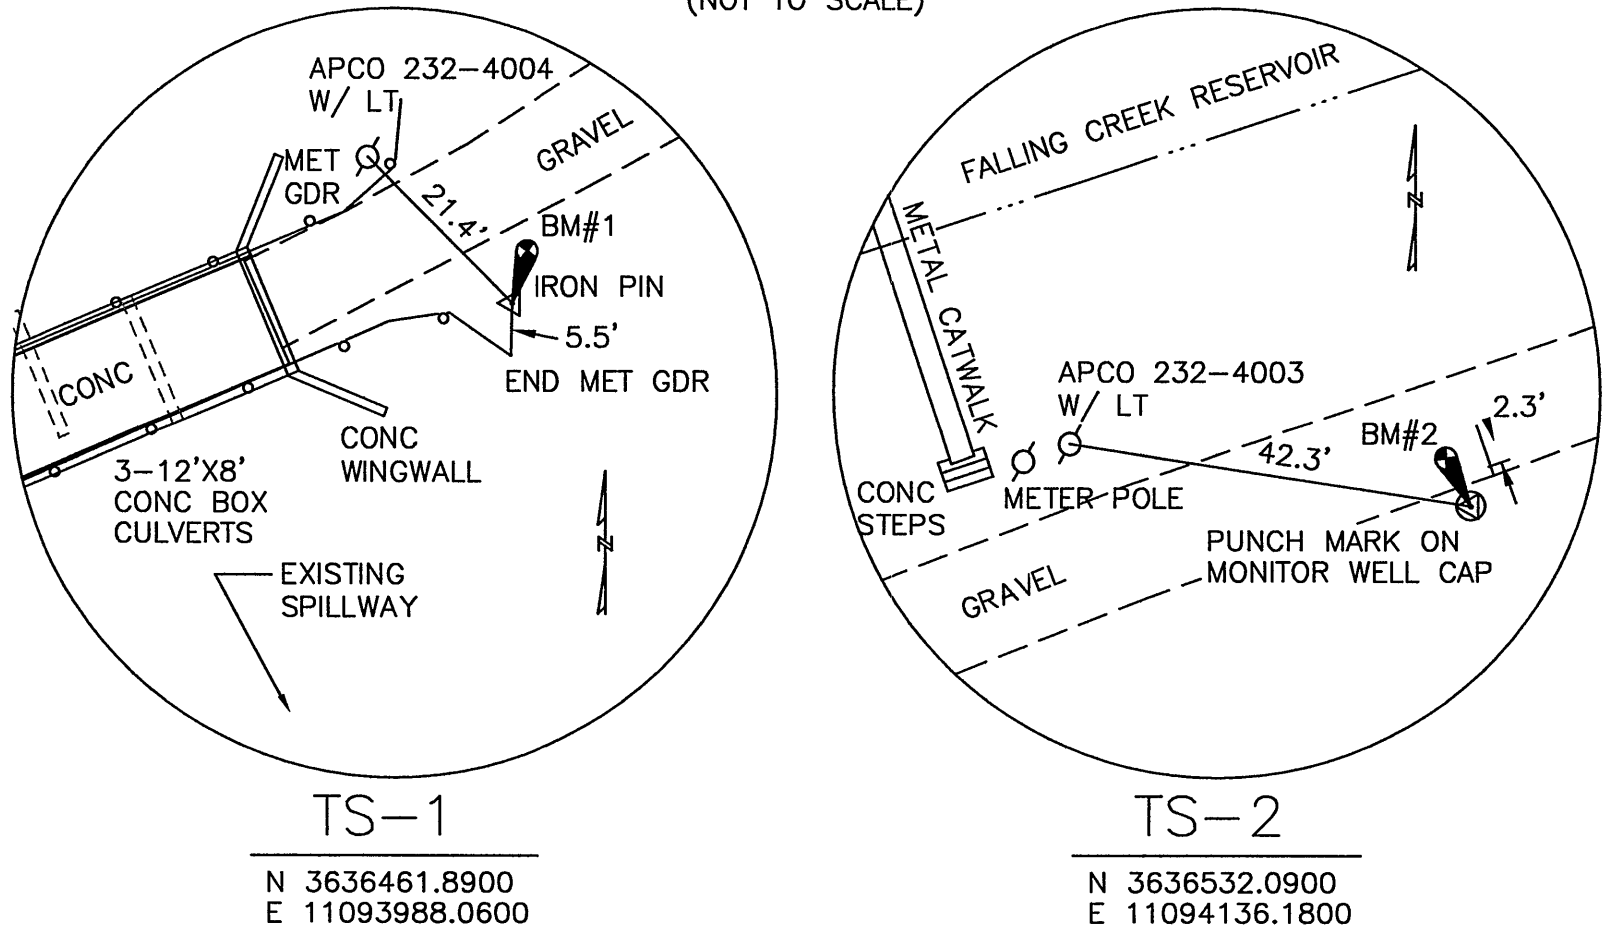 (NOT TO SCALE)
APCO 232-4004
W/ LT
MET
GDR
GRAVEL
21.4'
BM#1
IRON PIN
5.5'
END MET GDR
CONC
CONC
WINGWALL
3-12'X8'
CONC BOX
CULVERTS
N
EXISTING
SPILLWAY
TS-1
N 3636461.8900
E 11093988.0600
FALLING CREEK RESERVOIR
N
METAL CATWALK
APCO 232-4003
W/ LT
2.3'
BM#2
42.3'
CONC
STEPS
METER POLE
PUNCH MARK ON
MONITOR WELL CAP
GRAVEL
TS-2
N 3636532.0900
E 11094136.1800